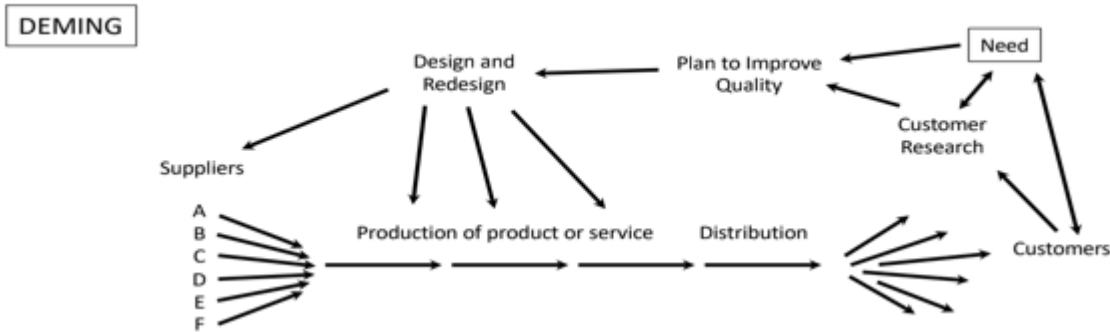 DEMING
Need
Design and
Redesign
Plan to Improve
Quality
Customer
Research
Suppliers
A
B
C
D
E
F
Production of product or service
Distribution
Customers